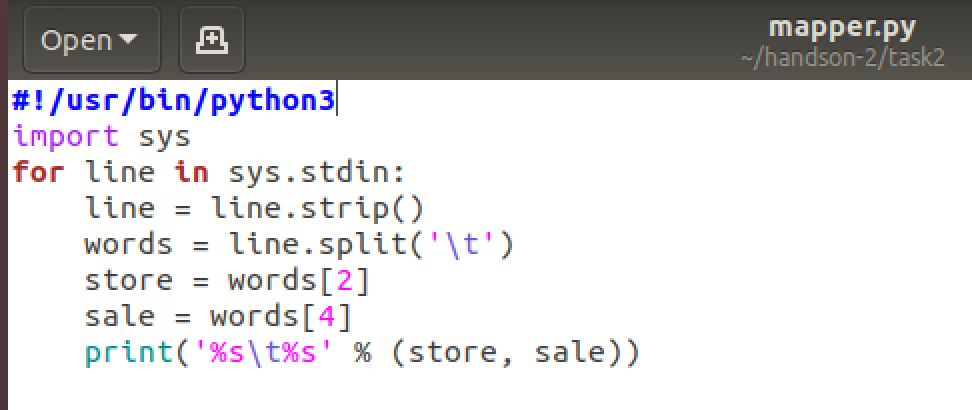 Open
mapper.py
~/handson-2/task2
#!/usr/bin/python3
import sys
for line in sys.stdin:
    line = line.strip()
    words = line.split('\t')
    store = words[2]
    sale = words[4]
    print('%s\t%s' % (store, sale))